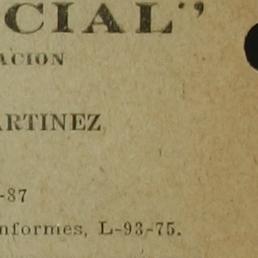 CIAL"
ACION
ARTINEZ
-87
nformes, L-93-75.